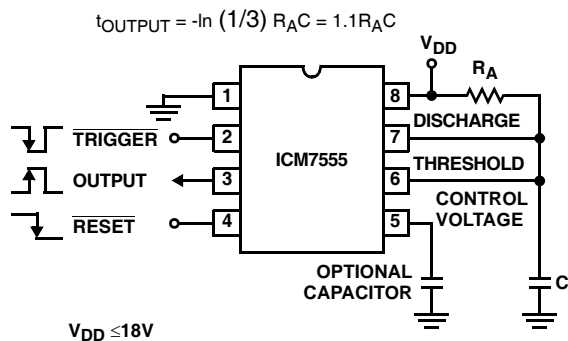 tOUTPUT = -ln (1/3) RAC = 1.1RAC
VDD
RA
1
8
DISCHARGE
TRIGGER
2
7
ICM7555
THRESHOLD
OUTPUT
3
6
CONTROL
VOLTAGE
RESET
4
5
OPTIONAL
CAPACITOR
C
VDD ≤18V